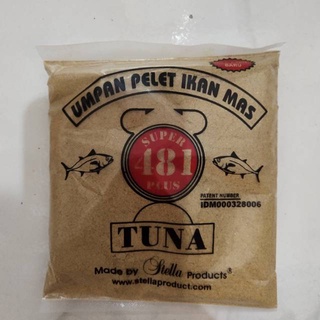 BARU
UMPAN PELET IKAN MAS
SUPER
481
PLUS
PATENT NUMBER
IDM000328006
TUNA
Made by Stella Products®
www.stellaproduct.com